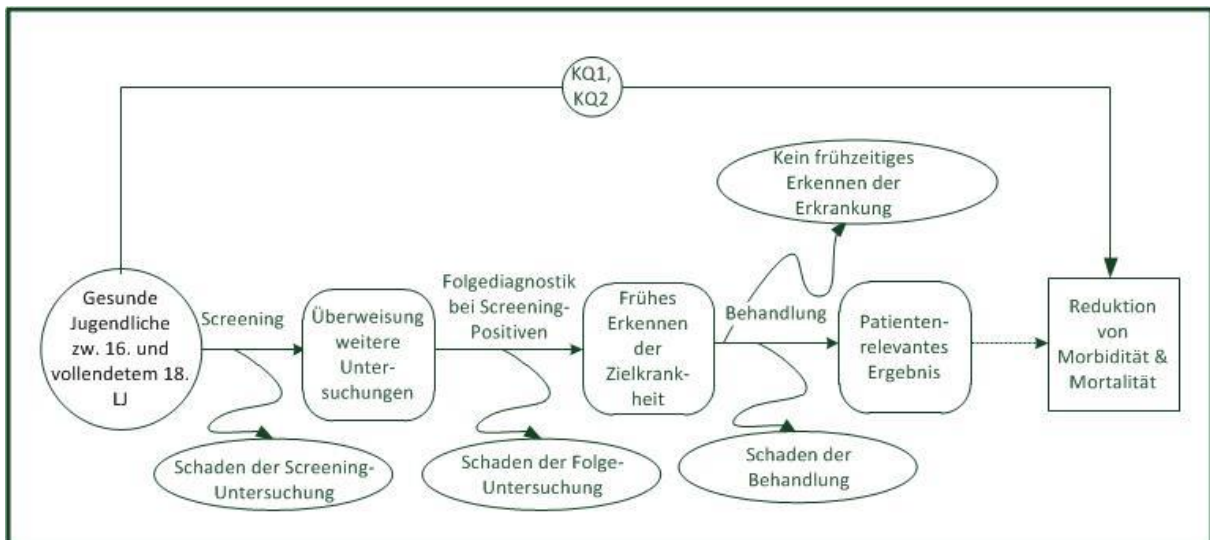 KQ1,
KQ2
Kein frühzeitiges
Erkennen der
Erkrankung
Gesunde
Jugendliche
zw. 16. und
vollendetem 18.
LJ
Screening
Überweisung
weitere
Unter-
suchungen
Folgediagnostik
bei Screening-
Positiven
Frühes
Erkennen
der
Zielkrank-
heit
Behandlung
Patienten-
relevantes
Ergebnis
Reduktion
von
Morbidität &
Mortalität
Schaden der Screening-
Untersuchung
Schaden der Folge-
Untersuchung
Schaden der
Behandlung